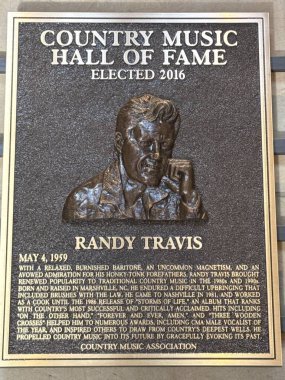 COUNTRY MUSIC
HALL OF FAME
ELECTED 2016
RANDY TRAVIS
MAY 4, 1959
WITH A RELAXED, BURNISHED BARITONE, AN UNCOMMON MAGNETISM, AND AN
AVOWED ADMIRATION FOR HIS HONKY-TONK FOREFATHERS, RANDY TRAVIS BROUGHT
RENEWED POPULARITY TO TRADITIONAL COUNTRY MUSIC IN THE 1980s AND 1990s.
BORN AND RAISED IN MARSHVILLE, NC, HE ENDURED A DIFFICULT UPBRINGING THAT
INCLUDED BRUSHES WITH THE LAW. HE CAME TO NASHVILLE IN 1981, AND WORKED
AS A COOK UNTIL THE 1986 RELEASE OF "STORMS OF LIFE," AN ALBUM THAT RANKS
WITH COUNTRY'S MOST SUCCESSFUL AND CRITICALLY-ACCLAIMED. HITS INCLUDING
"ON THE OTHER HAND," "FOREVER AND EVER, AMEN," AND "THREE WOODEN
CROSSES" HELPED HIM TO NUMEROUS AWARDS, INCLUDING CMA MALE VOCALIST OF
THE YEAR, AND INSPIRED OTHERS TO DRAW FROM COUNTRY'S DEEPEST WELLS. HE
PROPELLED COUNTRY MUSIC INTO ITS FUTURE BY GRACEFULLY EVOKING ITS PAST.
COUNTRY MUSIC ASSOCIATION